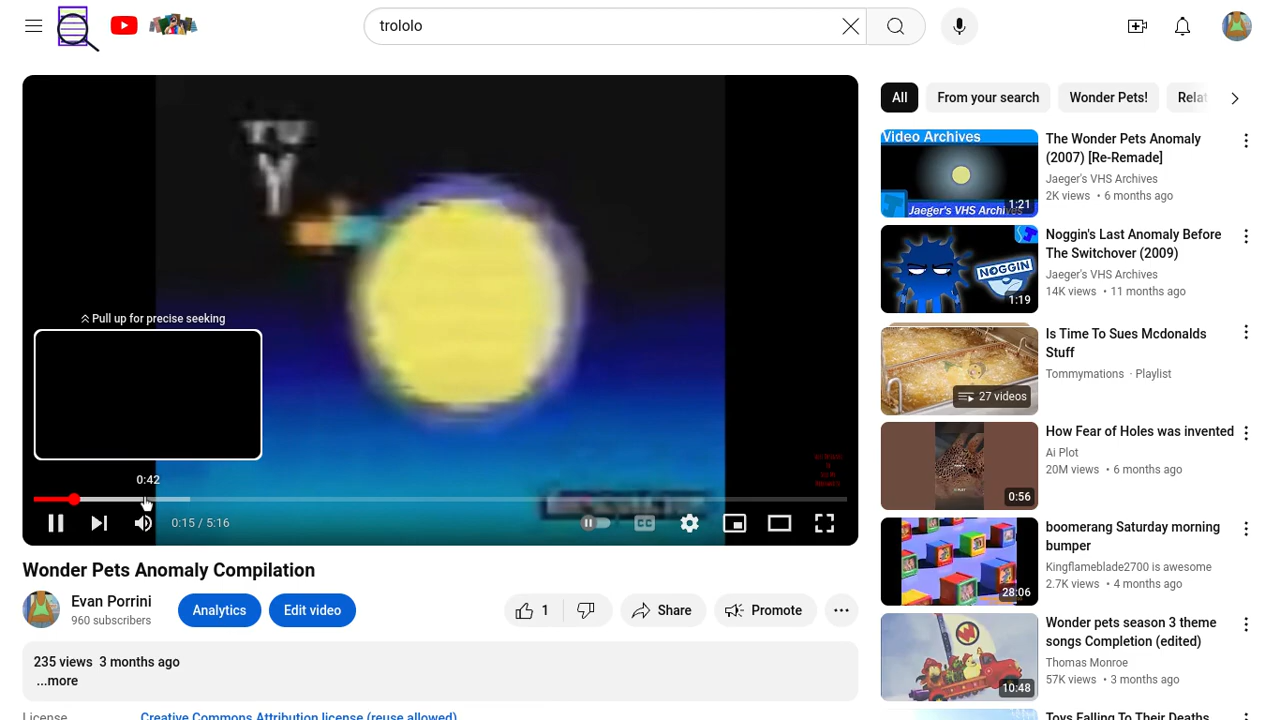 trololo
TV
Y
Pull up for precise seeking
0:42
0:15 / 5:16
CC
Wonder Pets Anomaly Compilation
Evan Porrini
960 subscribers
Analytics
Edit video
1
Share
Promote
235 views 3 months ago
...more
License
Creative Commons Attribution license (reuse allowed)
All
From your search
Wonder Pets!
Relat
Video Archives
Jaeger's VHS Archives
1:21
The Wonder Pets Anomaly
(2007) [Re-Remade]
Jaeger's VHS Archives
2K views • 6 months ago
NOGGIN
1:19
Noggin's Last Anomaly Before
The Switchover (2009)
Jaeger's VHS Archives
14K views • 11 months ago
27 videos
Is Time To Sues Mcdonalds
Stuff
Tommymations · Playlist
0:56
How Fear of Holes was invented
Ai Plot
20M views • 6 months ago
28:06
boomerang Saturday morning
bumper
Kingflameblade2700 is awesome
2.7K views • 4 months ago
10:48
Wonder pets season 3 theme
songs Completion (edited)
Thomas Monroe
57K views • 3 months ago
Toys Falling To Their Deaths